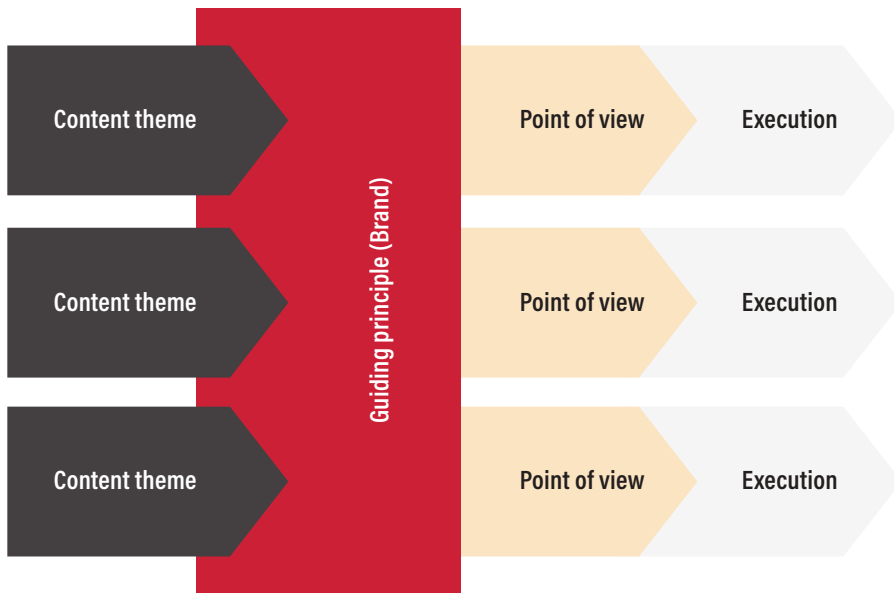 Content theme
Guiding principle (Brand)
Point of view
Execution
Content theme
Point of view
Execution
Content theme
Point of view
Execution